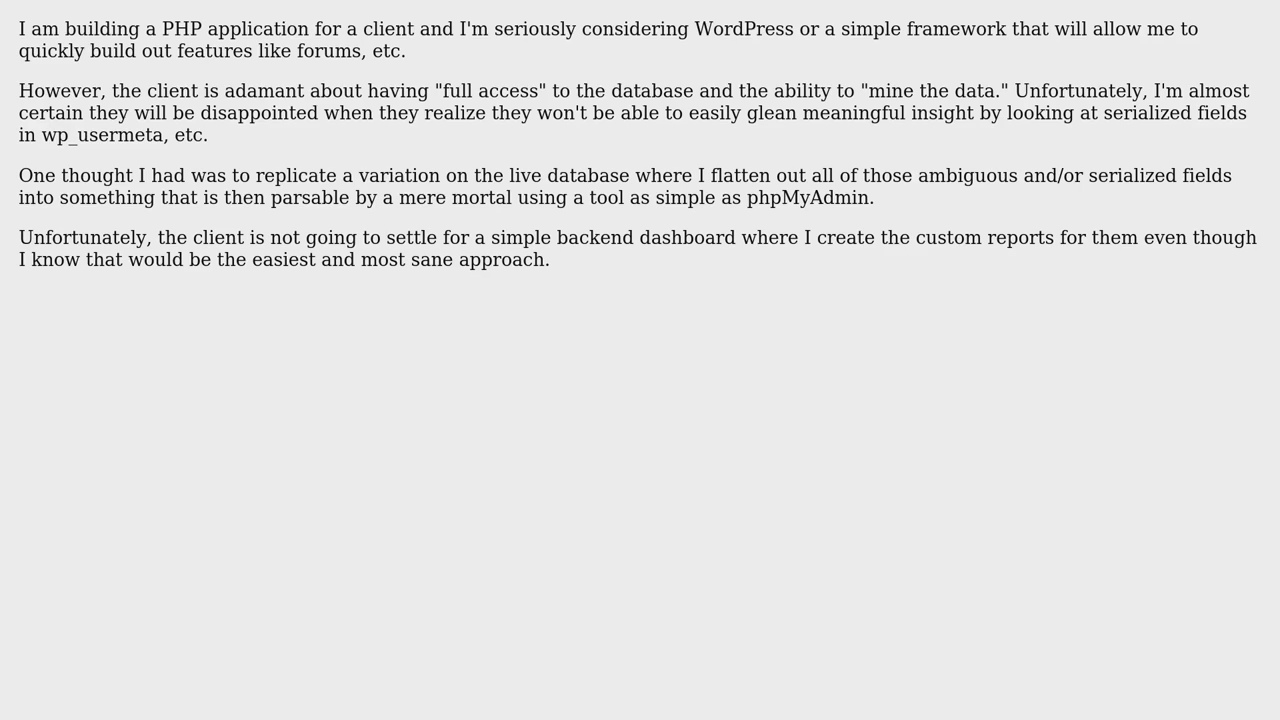 I am building a PHP application for a client and I'm seriously considering WordPress or a simple framework that will allow me to
quickly build out features like forums, etc.
However, the client is adamant about having "full access" to the database and the ability to "mine the data." Unfortunately, I'm almost
certain they will be disappointed when they realize they won't be able to easily glean meaningful insight by looking at serialized fields
in wp_usermeta, etc.
One thought I had was to replicate a variation on the live database where I flatten out all of those ambiguous and/or serialized fields
into something that is then parsable by a mere mortal using a tool as simple as phpMyAdmin.
Unfortunately, the client is not going to settle for a simple backend dashboard where I create the custom reports for them even though
I know that would be the easiest and most sane approach.